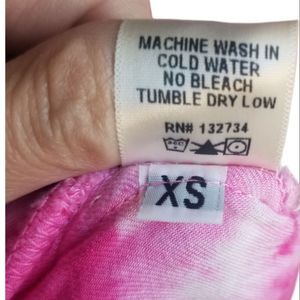 MACHINE WASH IN
COLD WATER
NO BLEACH
TUMBLE DRY LOW
RN# 132734
XS